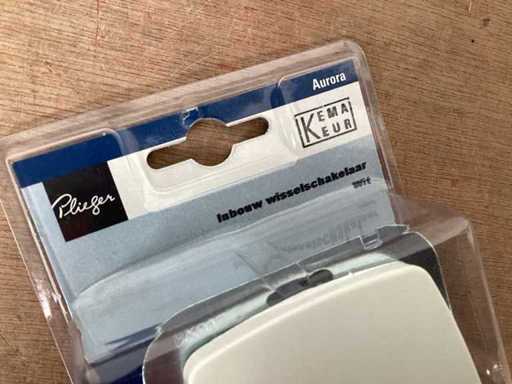 Aurora
KEMA
KEUR
Plieger
Inbouw wisselschakelaar